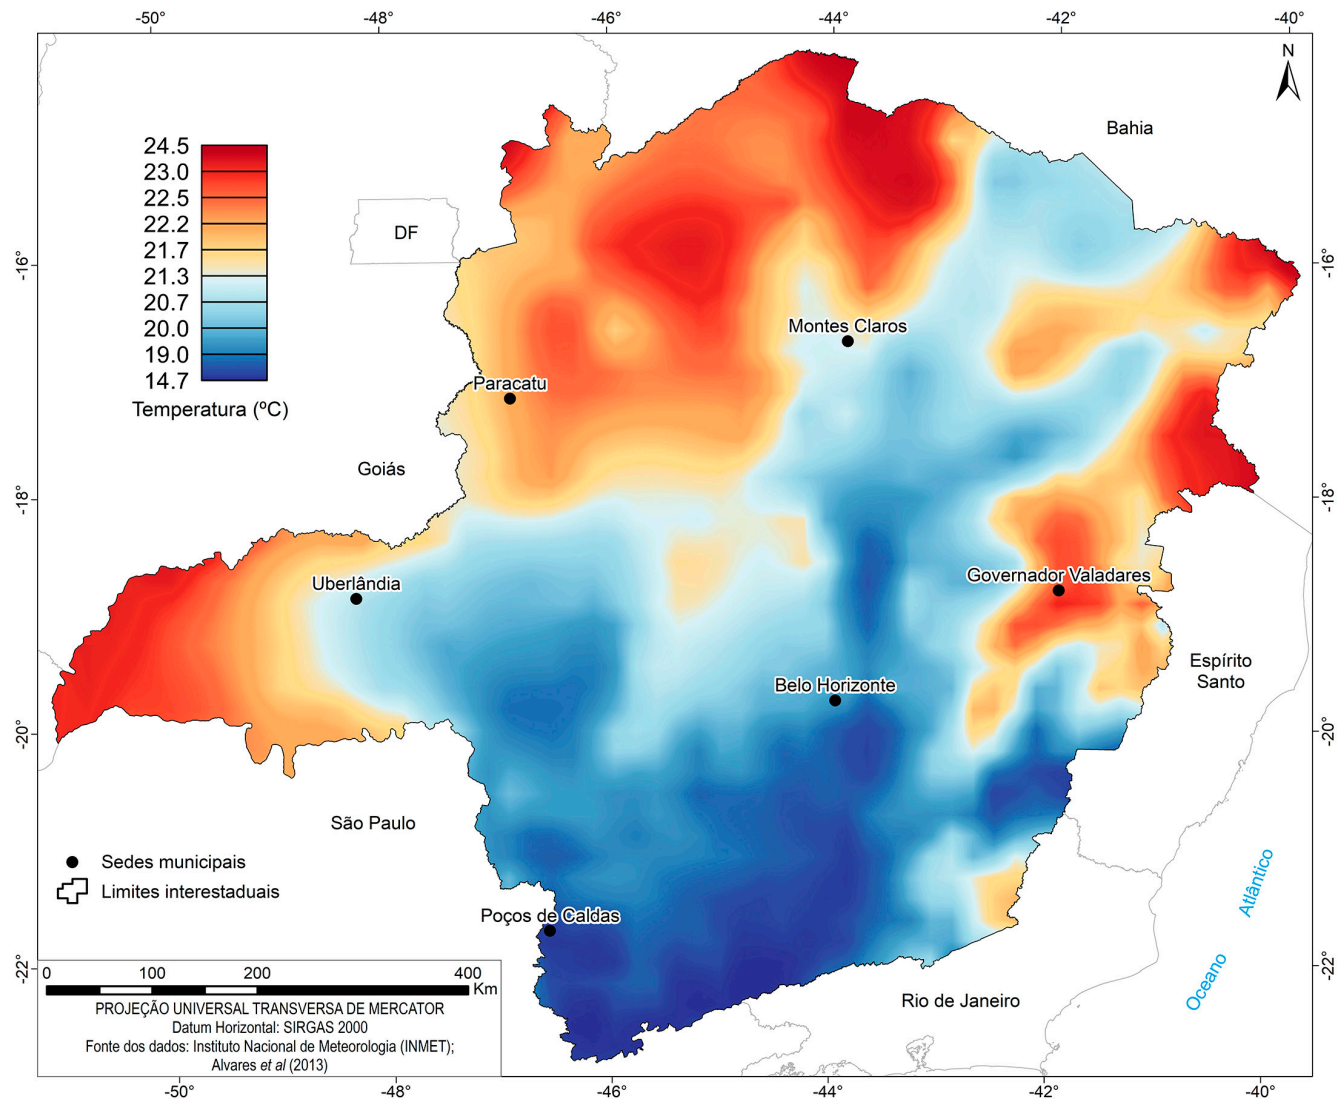 -50°
-48°
-46°
-44°
-42°
-40°
N
Bahia
24.5
23.0
22.5
22.2
21.7
21.3
20.7
20.0
19.0
14.7
Temperatura (ºC)
DF
-16°
-16°
Montes Claros
Paracatu
Goiás
-18°
-18°
Uberlândia
Governador Valadares
Espírito
Santo
Belo Horizonte
-20°
-20°
São Paulo
Sedes municipais
Limites interestaduais
Oceano
Atlântico
Poços de Caldas
-22°
-22°
Rio de Janeiro
0
100
200
400
Km
PROJEÇÃO UNIVERSAL TRANSVERSA DE MERCATOR
Datum Horizontal: SIRGAS 2000
Fonte dos dados: Instituto Nacional de Meteorologia (INMET);
Alvares et al (2013)
-50°
-48°
-46°
-44°
-42°
-40°